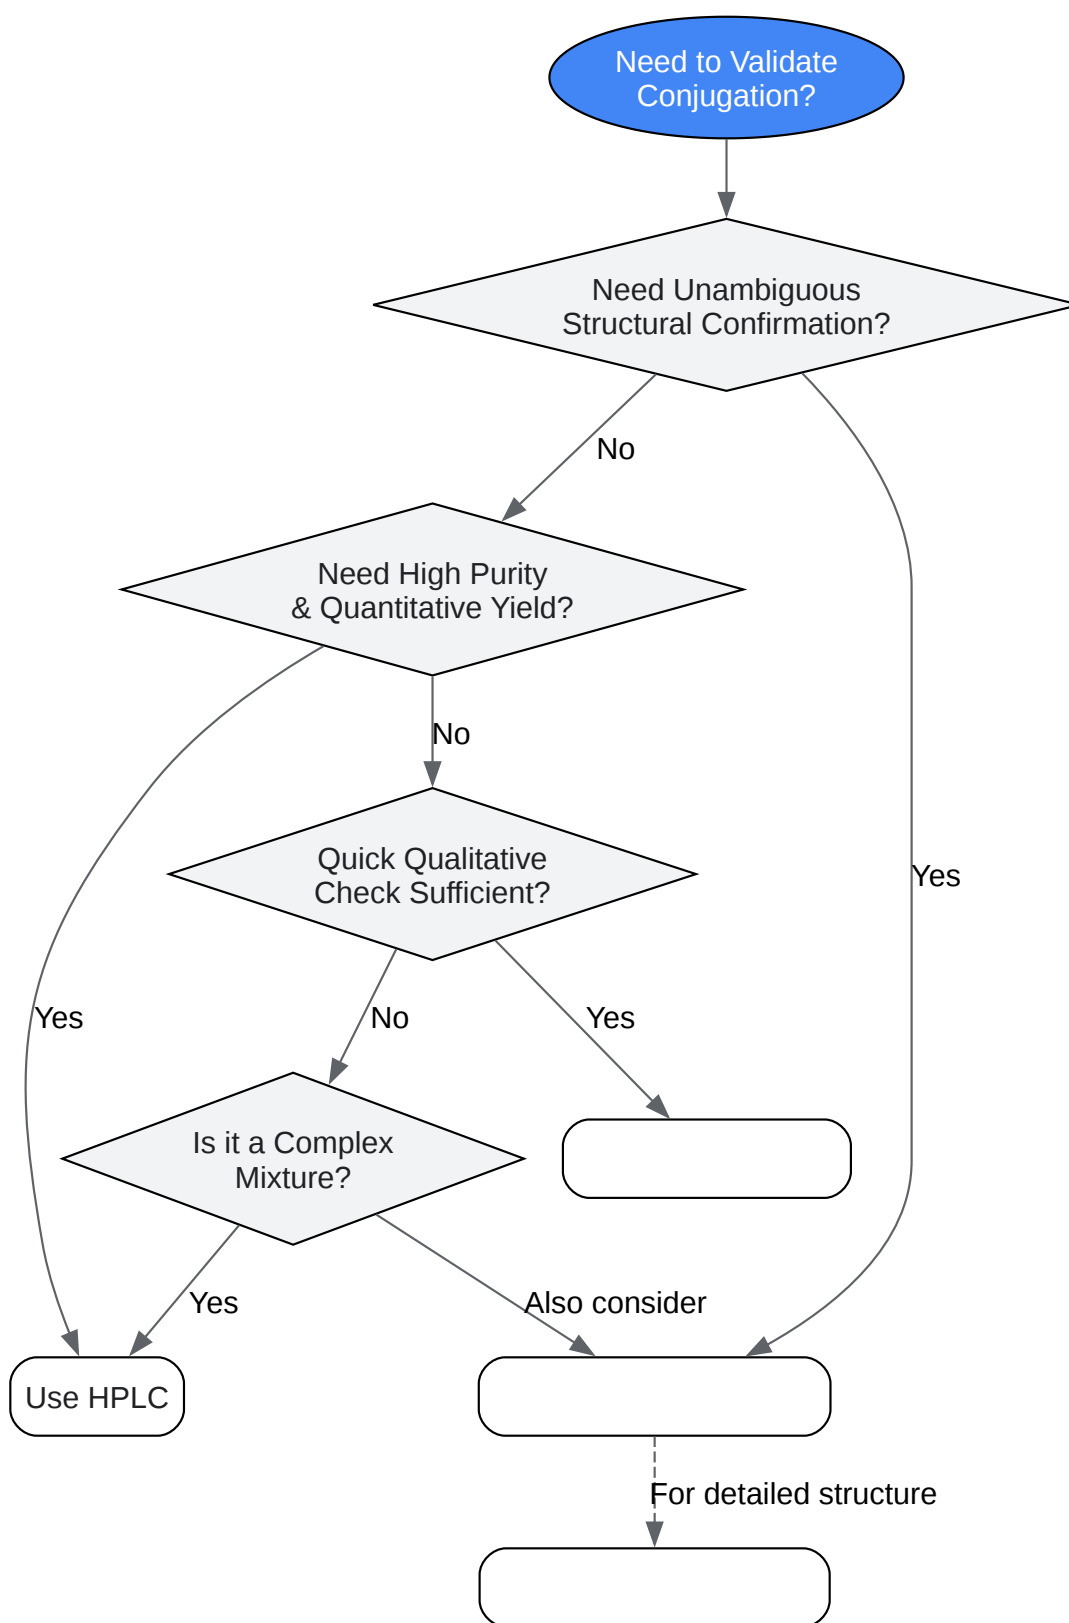 Need to Validate
Conjugation?
Need Unambiguous
Structural Confirmation?
No
Need High Purity
& Quantitative Yield?
No
Quick Qualitative
Check Sufficient?
Yes
Yes
No
Yes
Is it a Complex
Mixture?
Yes
Also consider
Use HPLC
For detailed structure